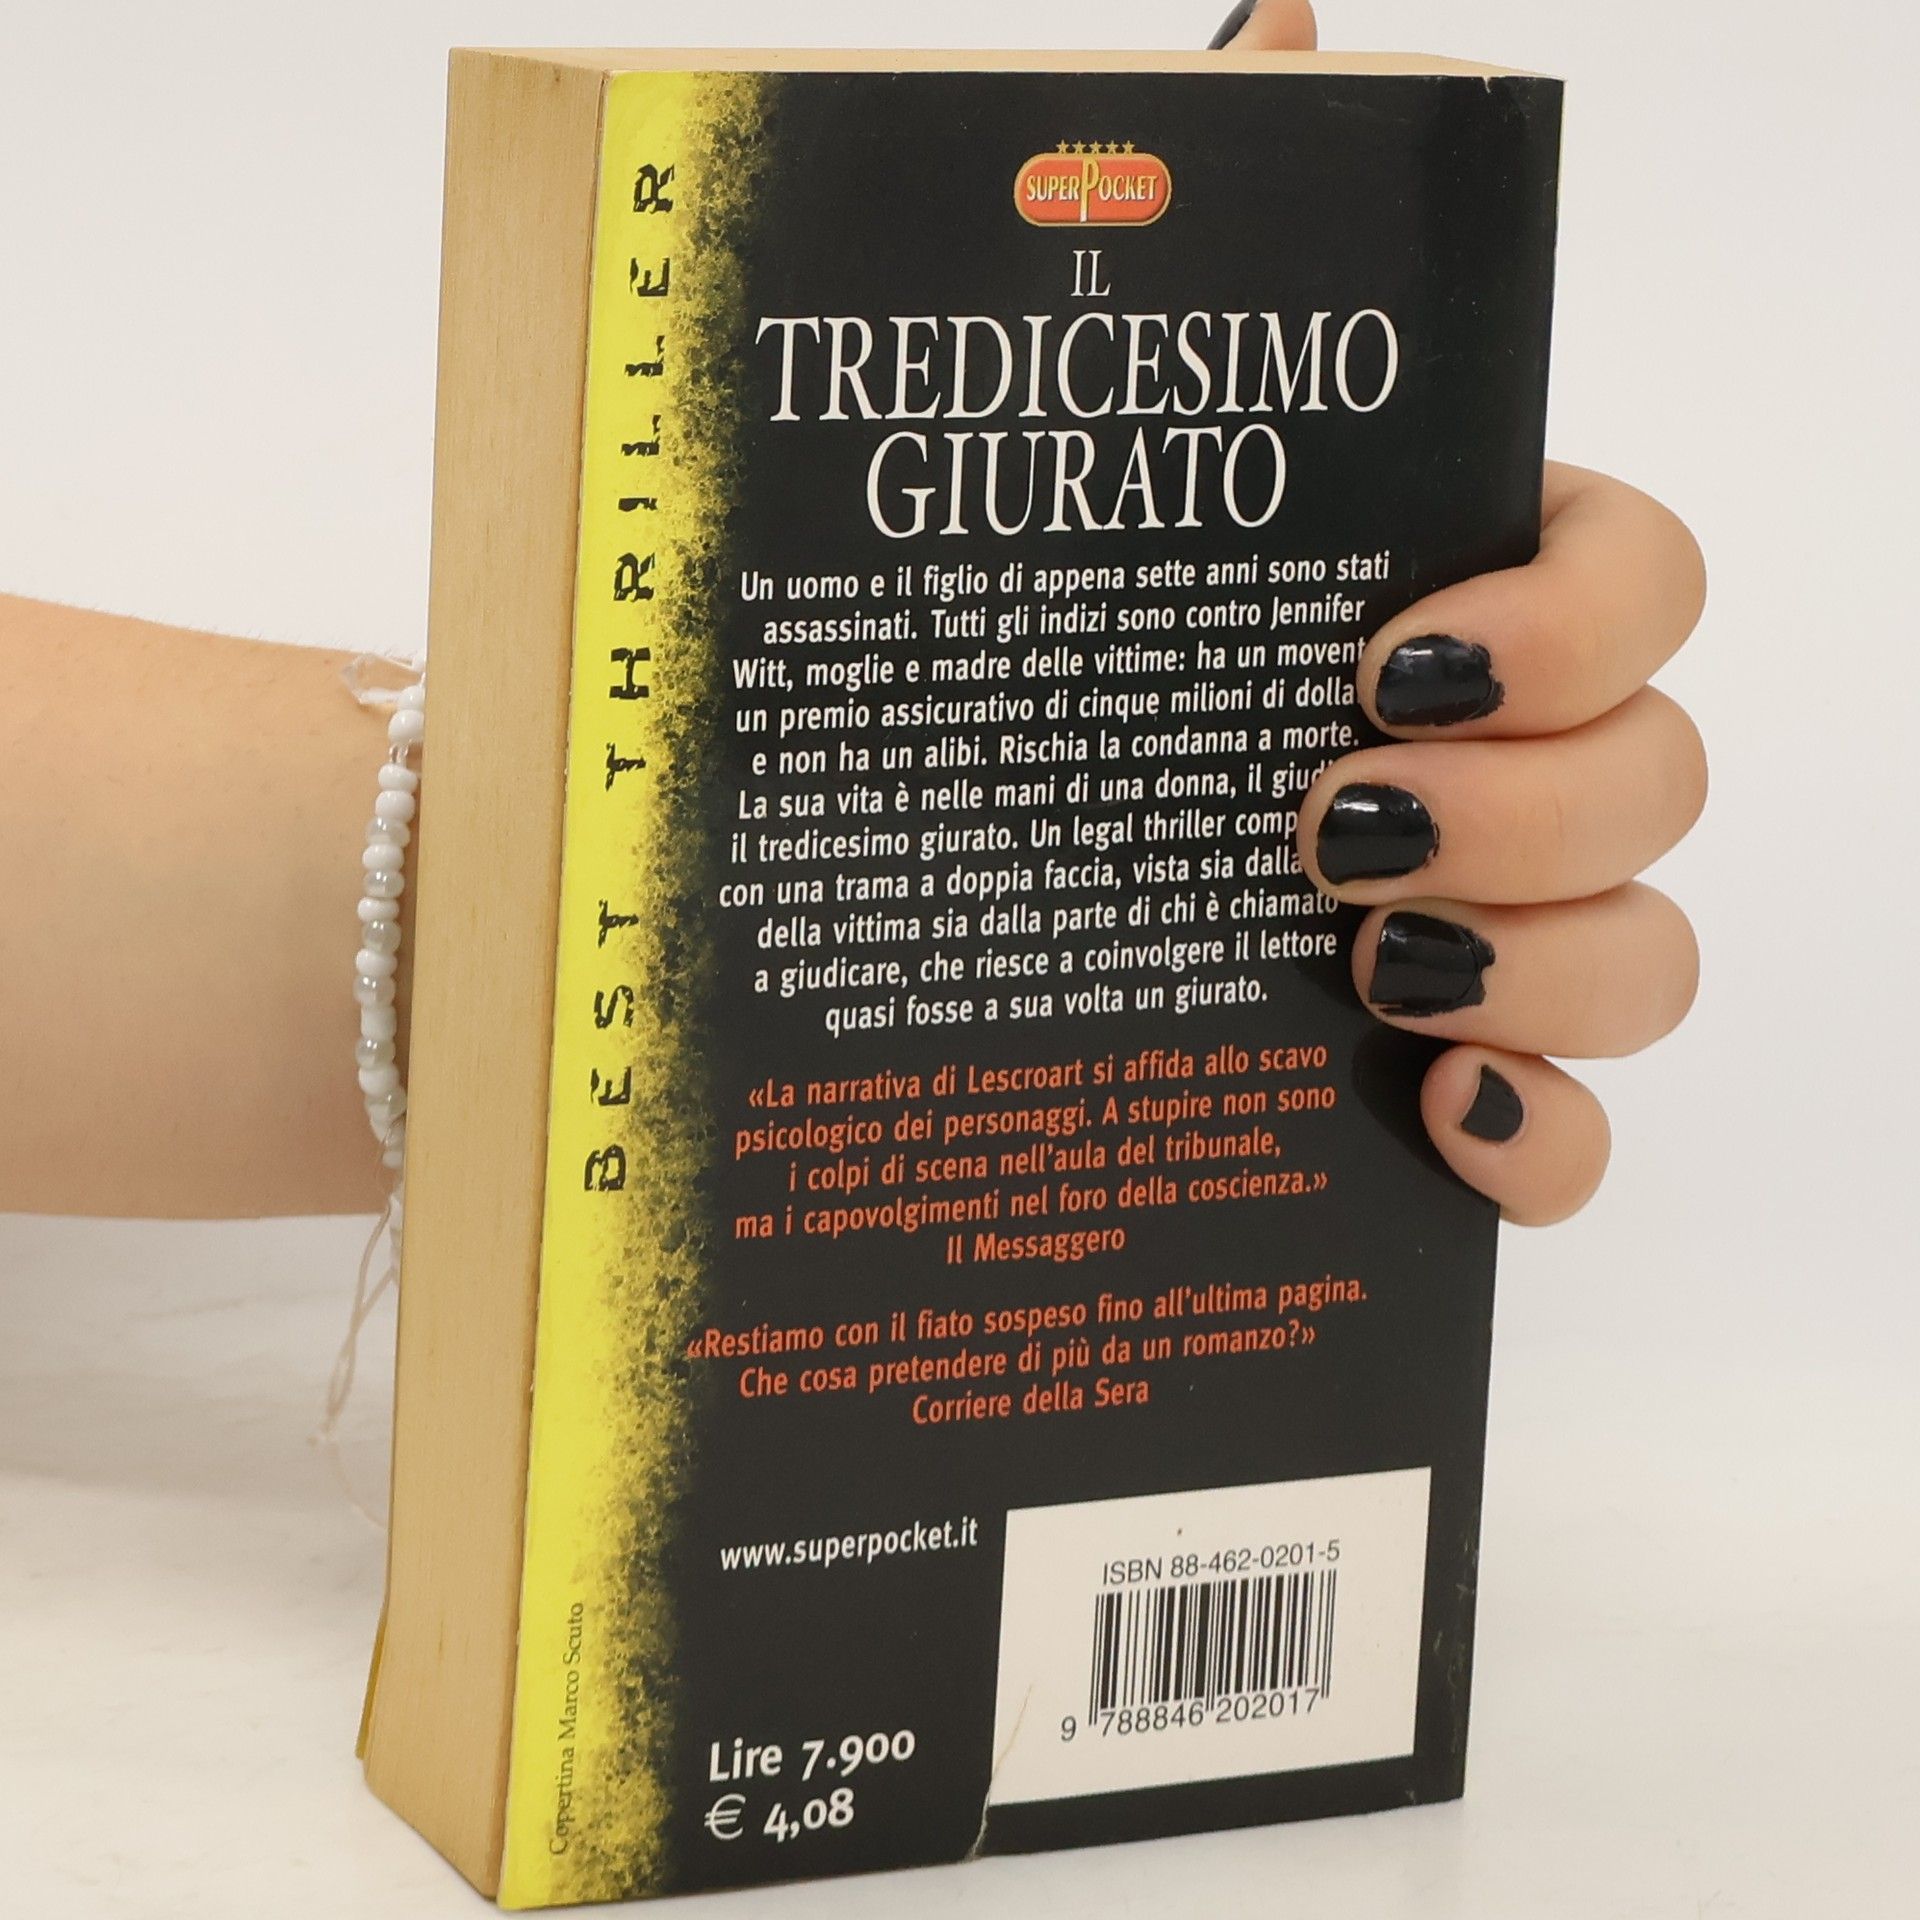 SUPERPOCKET
IL
TREDICESIMO
GIURATO
Un uomo e il figlio di appena sette anni sono stati
assassinati. Tutti gli indizi sono contro Jennifer
Witt, moglie e madre delle vittime: ha un movent
un premio assicurativo di cinque milioni di dolla
e non ha un alibi. Rischia la condanna a morte.
La sua vita è nelle mani di una donna, il giud
il tredicesimo giurato. Un legal thriller comp
con una trama a doppia faccia, vista sia dalla
della vittima sia dalla parte di chi è chiamato
a giudicare, che riesce a coinvolgere il lettore
quasi fosse a sua volta un giurato.
«La narrativa di Lescroart si affida allo scavo
psicologico dei personaggi. A stupire non sono
i colpi di scena nell'aula del tribunale,
ma i capovolgimenti nel foro della coscienza.»
Il Messaggero
«Restiamo con il fiato sospeso fino all'ultima pagina.
Che cosa pretendere di più da un romanzo?»
Corriere della Sera
www.superpocket.it
ISBN 88-462-0201-5
9 788846 202017
Lire 7.900
€ 4,08
BEST THRILLER
Copertina Marco Scuto